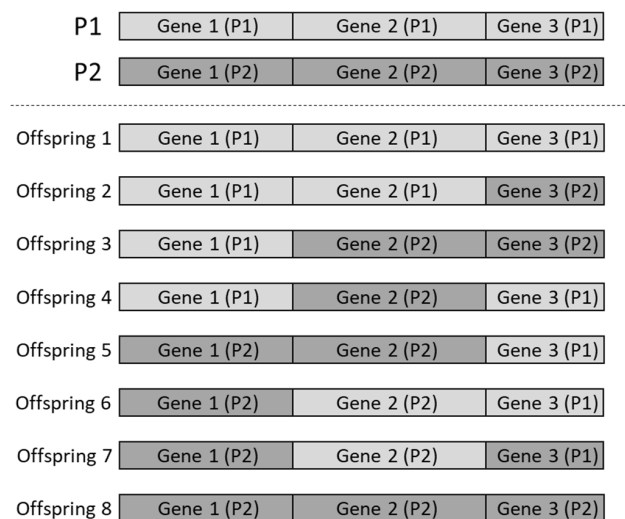 P1 Gene 1 (P1) Gene 2 (P1) Gene 3 (P1)
P2 Gene 1 (P2) Gene 2 (P2) Gene 3 (P2)
Offspring 1 Gene 1 (P1) Gene 2 (P1) Gene 3 (P1)
Offspring 2 Gene 1 (P1) Gene 2 (P1) Gene 3 (P2)
Offspring 3 Gene 1 (P1) Gene 2 (P2) Gene 3 (P2)
Offspring 4 Gene 1 (P1) Gene 2 (P2) Gene 3 (P1)
Offspring 5 Gene 1 (P2) Gene 2 (P2) Gene 3 (P1)
Offspring 6 Gene 1 (P2) Gene 2 (P2) Gene 3 (P1)
Offspring 7 Gene 1 (P2) Gene 2 (P2) Gene 3 (P1)
Offspring 8 Gene 1 (P2) Gene 2 (P2) Gene 3 (P2)